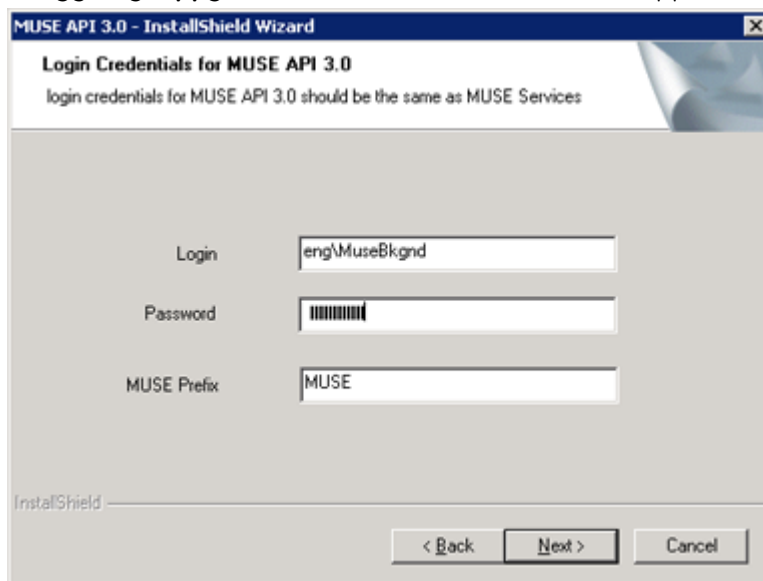 MUSE API 3.0 - InstallShield Wizard
Login Credentials for MUSE API 3.0
login credentials for MUSE API 3.0 should be the same as MUSE Services
Login
eng\MuseBkgnd
Password
MUSE Prefix
MUSE
InstallShield
< Back
Next >
Cancel